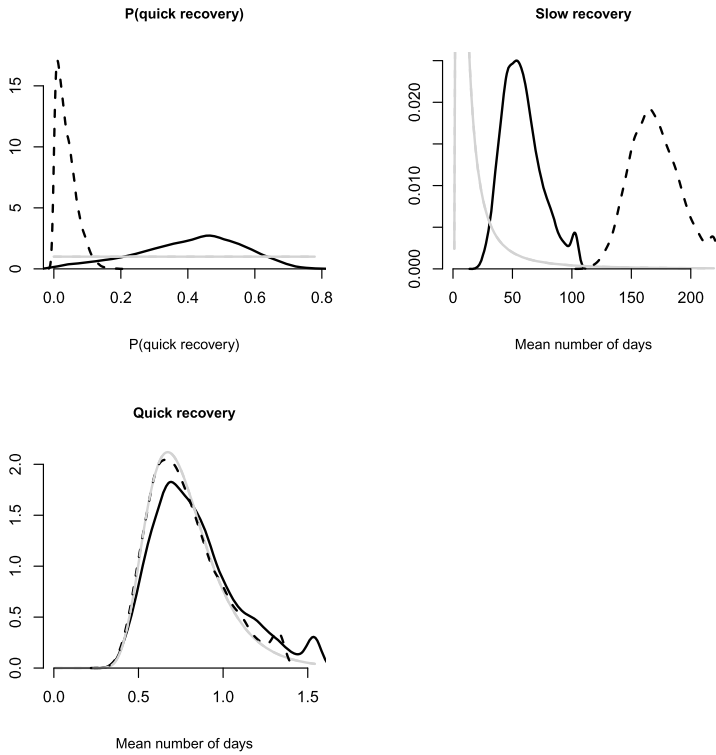 P(quick recovery)
15
10
5
0
0.0 0.2 0.4 0.6 0.8
P(quick recovery)
Slow recovery
0.020
0.010
0.000
0 50 100 150 200
Mean number of days
Quick recovery
2.0
1.5
1.0
0.5
0.0
0.0 0.5 1.0 1.5
Mean number of days